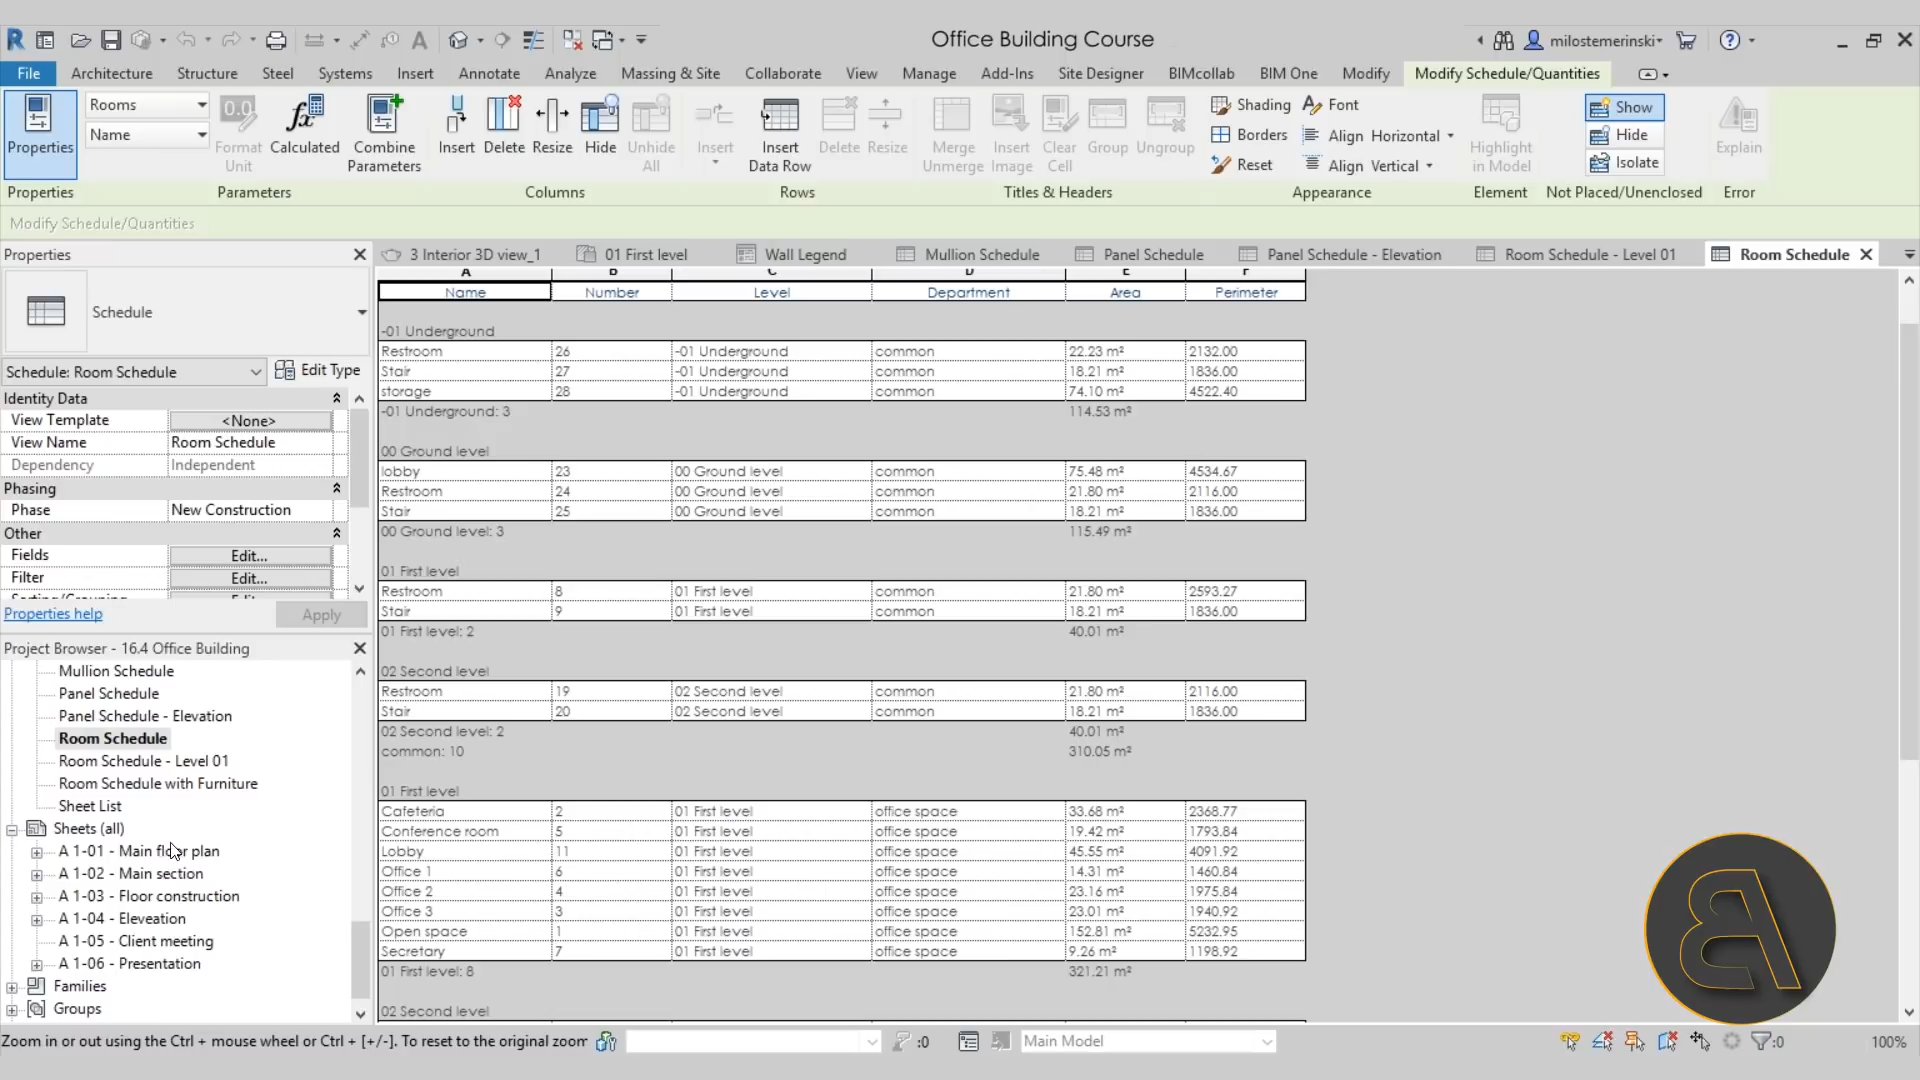 Office Building Course
milostemerinski
File Architecture Structure Steel Systems Insert Annotate Analyze Massing & Site Collaborate View Manage Add-Ins Site Designer BIMcollab BIM One Modify Modify Schedule/Quantities
Properties
Rooms
Name
Format Unit
Calculated
Combine Parameters
Insert Delete Resize Hide Unhide All
Insert
Insert Data Row
Delete Resize
Merge Unmerge
Insert Image
Clear Cell
Group Ungroup
Shading
Borders
Reset
Font
Align Horizontal
Align Vertical
Highlight in Model
Show
Hide
Isolate
Explain
Properties Parameters Columns Rows Titles & Headers Appearance Element Not Placed/Unenclosed Error
Modify Schedule/Quantities
3 Interior 3D view_1 01 First level Wall Legend Mullion Schedule Panel Schedule Panel Schedule - Elevation Room Schedule - Level 01 Room Schedule
Properties
Schedule
Schedule: Room Schedule Edit Type
Identity Data
View Template <None>
View Name Room Schedule
Dependency Independent
Phasing
Phase New Construction
Other
Fields Edit...
Filter Edit...
Properties help Apply
Project Browser - 16.4 Office Building
Mullion Schedule
Panel Schedule
Panel Schedule - Elevation
Room Schedule
Room Schedule - Level 01
Room Schedule with Furniture
Sheet List
Sheets (all)
A 1-01 - Main floor plan
A 1-02 - Main section
A 1-03 - Floor construction
A 1-04 - Eleveation
A 1-05 - Client meeting
A 1-06 - Presentation
Families
Groups
A B C D E F
Name Number Level Department Area Perimeter
-01 Underground
Restroom 26 -01 Underground common 22.23 m² 2132.00
Stair 27 -01 Underground common 18.21 m² 1836.00
storage 28 -01 Underground common 74.10 m² 4522.40
-01 Underground: 3 114.53 m²
00 Ground level
lobby 23 00 Ground level common 75.48 m² 4534.67
Restroom 24 00 Ground level common 21.80 m² 2116.00
Stair 25 00 Ground level common 18.21 m² 1836.00
00 Ground level: 3 115.49 m²
01 First level
Restroom 8 01 First level common 21.80 m² 2593.27
Stair 9 01 First level common 18.21 m² 1836.00
01 First level: 2 40.01 m²
02 Second level
Restroom 19 02 Second level common 21.80 m² 2116.00
Stair 20 02 Second level common 18.21 m² 1836.00
02 Second level: 2 40.01 m²
common: 10 310.05 m²
01 First level
Cafeteria 2 01 First level office space 33.68 m² 2368.77
Conference room 5 01 First level office space 19.42 m² 1793.84
Lobby 11 01 First level office space 45.55 m² 4091.92
Office 1 6 01 First level office space 14.31 m² 1460.84
Office 2 4 01 First level office space 23.16 m² 1975.84
Office 3 3 01 First level office space 23.01 m² 1940.92
Open space 1 01 First level office space 152.81 m² 5232.95
Secretary 7 01 First level office space 9.26 m² 1198.92
01 First level: 8 321.21 m²
02 Second level
Zoom in or out using the Ctrl + mouse wheel or Ctrl + [+/-]. To reset to the original zoom :0 Main Model :0 100%